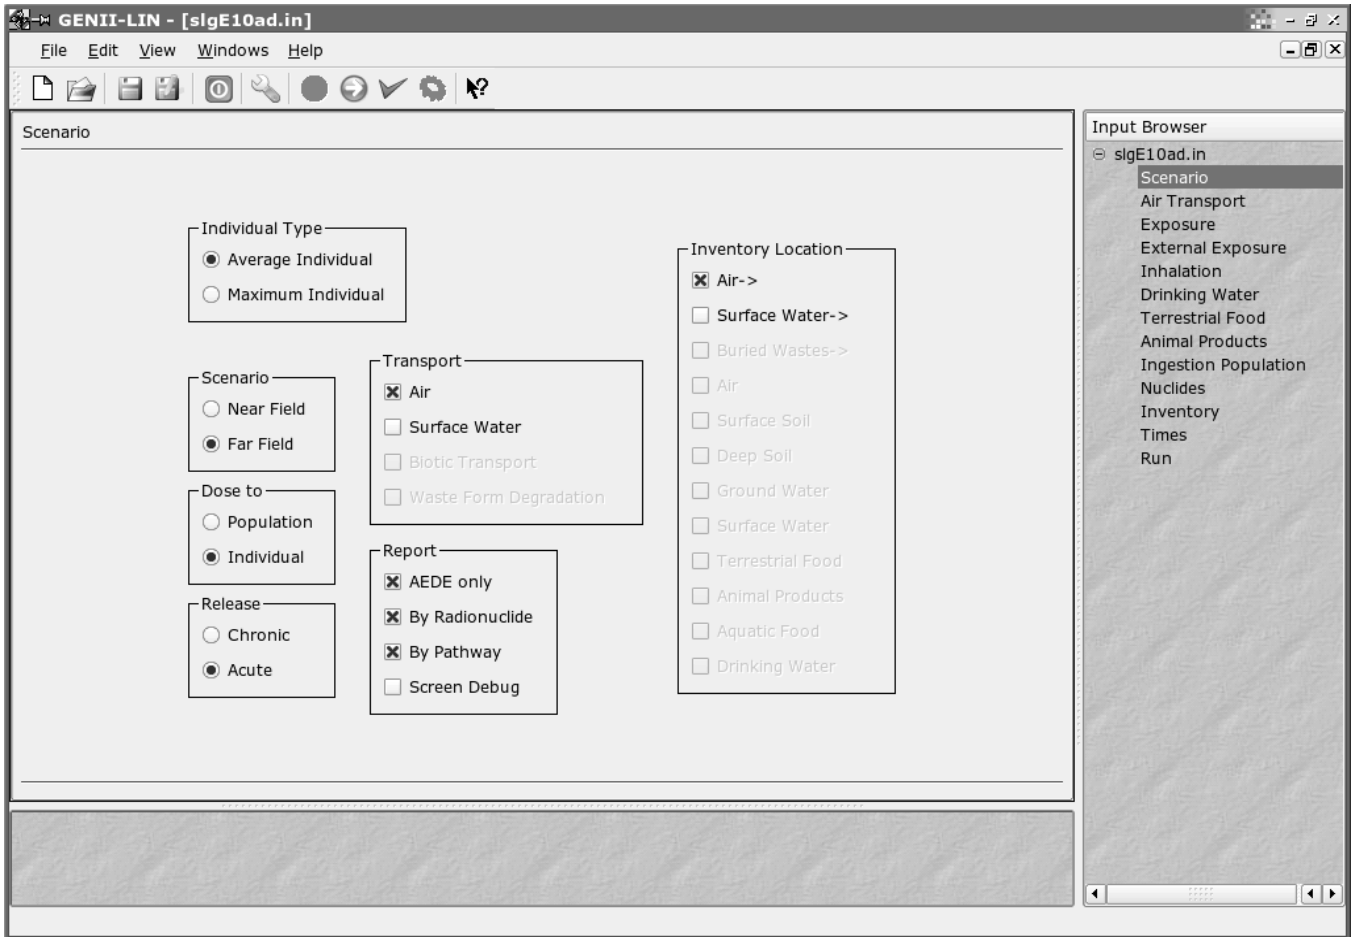 GENII-LIN - [slgE10ad.in]
File Edit View Windows Help
Scenario
Individual Type
Average Individual
Maximum Individual
Scenario
Near Field
Far Field
Dose to
Population
Individual
Release
Chronic
Acute
Transport
Air
Surface Water
Biotic Transport
Waste Form Degradation
Report
AEDE only
By Radionuclide
By Pathway
Screen Debug
Inventory Location
Air->
Surface Water->
Buried Wastes->
Air
Surface Soil
Deep Soil
Ground Water
Surface Water
Terrestrial Food
Animal Products
Aquatic Food
Drinking Water
Input Browser
slgE10ad.in
Scenario
Air Transport
Exposure
External Exposure
Inhalation
Drinking Water
Terrestrial Food
Animal Products
Ingestion Population
Nuclides
Inventory
Times
Run